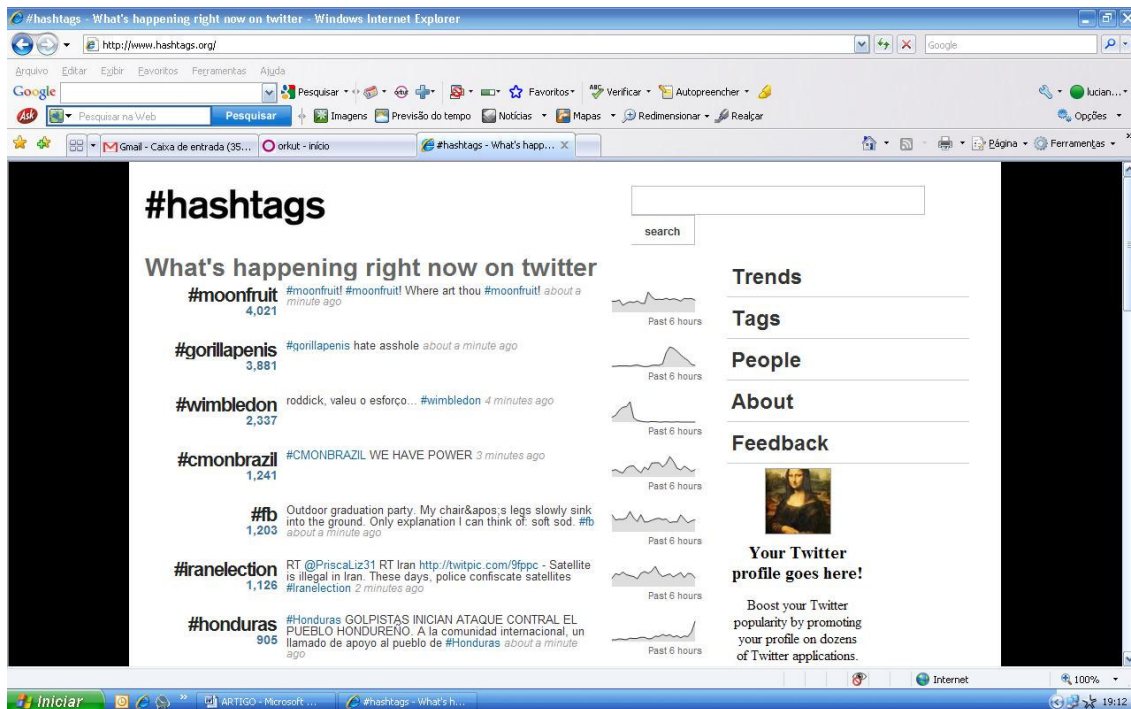 #hashtags - What's happening right now on twitter - Windows Internet Explorer
http://www.hashtags.org/
Google
Arquivo Editar Exibir Favoritos Ferramentas Ajuda
Google
Pesquisar
Favoritos
Verificar
Autopreencher
lucian...
Ask
Pesquisar na Web
Pesquisar
Imagens
Previsão do tempo
Notícias
Mapas
Redimensionar
Realçar
Opções
Gmail - Caixa de entrada (35...
orkut - início
#hashtags - What's happ...
Página
Ferramentas
#hashtags
search
What's happening right now on twitter
#moonfruit
4,021
#moonfruit! #moonfruit! Where art thou #moonfruit! about a
minute ago
Past 6 hours
#gorillapenis
3,881
#gorillapenis hate asshole about a minute ago
Past 6 hours
#wimbledon
2,337
roddick, valeu o esforço... #wimbledon 4 minutes ago
Past 6 hours
#cmonbrazil
1,241
#CMONBRAZIL WE HAVE POWER 3 minutes ago
Past 6 hours
#fb
1,203
Outdoor graduation party. My chair&apos;s legs slowly sink
into the ground. Only explanation I can think of: soft sod. #fb
about a minute ago
Past 6 hours
#iranelection
1,126
RT @PriscaLiz31 RT Iran http://twitpic.com/9fppc - Satellite
is illegal in Iran. These days, police confiscate satellites
#Iranelection 2 minutes ago
Past 6 hours
#honduras
905
#Honduras GOLPISTAS INICIAN ATAQUE CONTRAL EL
PUEBLO HONDUREÑO. A la comunidad internacional, un
llamado de apoyo al pueblo de #Honduras about a minute
ago
Past 6 hours
Trends
Tags
People
About
Feedback
Your Twitter
profile goes here!
Boost your Twitter
popularity by promoting
your profile on dozens
of Twitter applications.
Internet
100%
Iniciar
ARTIGO - Microsoft ...
#hashtags - What's h...
19:12